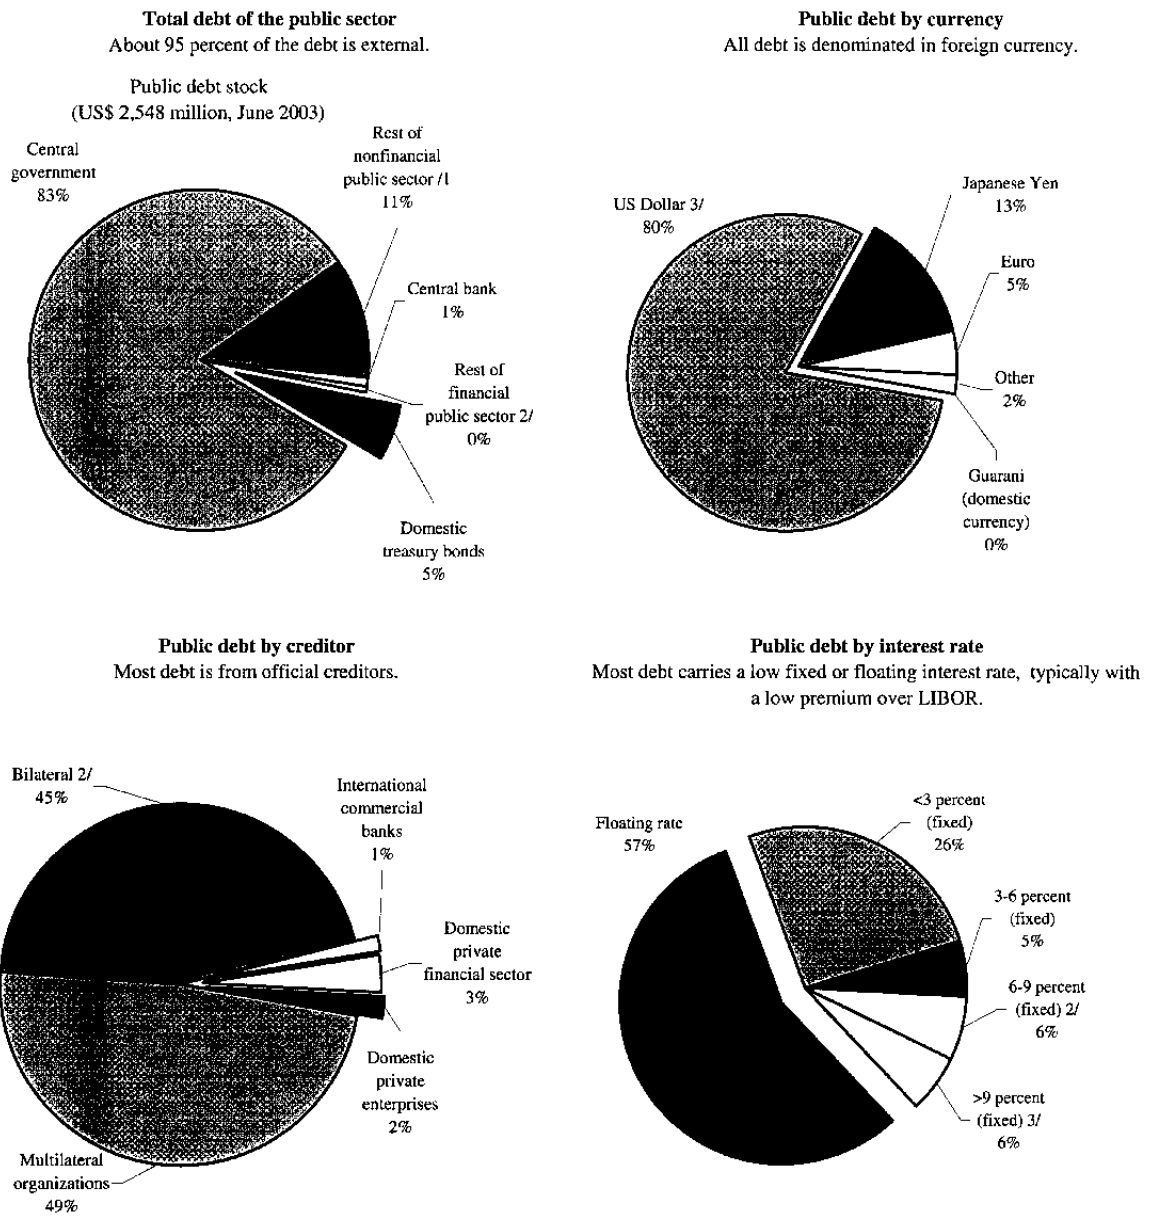 Total debt of the public sector
About 95 percent of the debt is external.
Public debt stock
(US$ 2,548 million, June 2003)
Central
government
83%
Rest of
nonfinancial
public sector /1
11%
Central bank
1%
Rest of
financial
public sector 2/
0%
Domestic
treasury bonds
5%
Public debt by currency
All debt is denominated in foreign currency.
US Dollar 3/
80%
Japanese Yen
13%
Euro
5%
Other
2%
Guarani
(domestic
currency)
0%
Public debt by creditor
Most debt is from official creditors.
Bilateral 2/
45%
International
commercial
banks
1%
Domestic
private
financial sector
3%
Domestic
private
enterprises
2%
Multilateral
organizations
49%
Public debt by interest rate
Most debt carries a low fixed or floating interest rate, typically with
a low premium over LIBOR.
Floating rate
57%
<3 percent
(fixed)
26%
3-6 percent
(fixed)
5%
6-9 percent
(fixed) 2/
6%
>9 percent
(fixed) 3/
6%